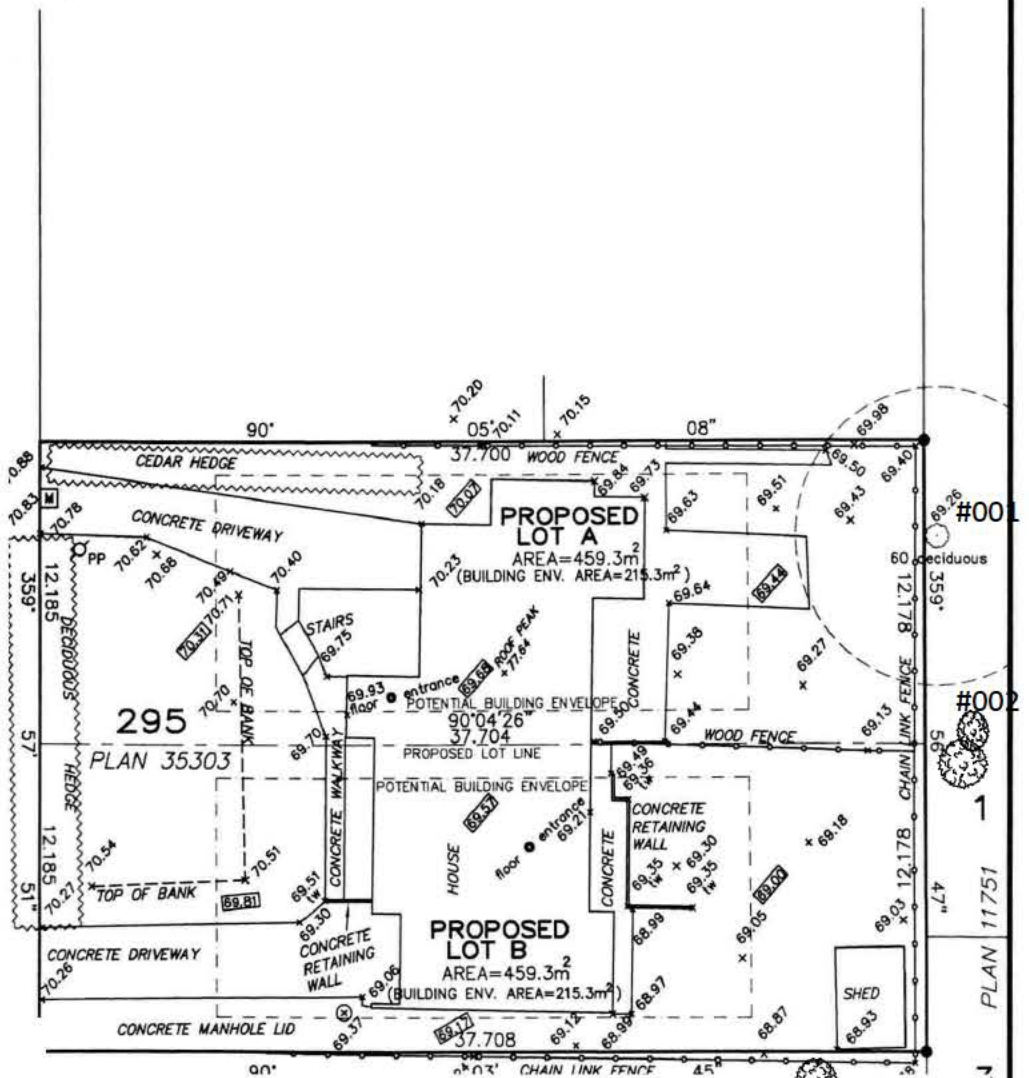 70.20
70.15
70.11
90°
05'
08"
69.98
37.700
WOOD FENCE
70.88
CEDAR HEDGE
69.84
69.73
69.50
69.40
70.18
70.07
69.51
69.43
69.26
#001
70.83
M
70.78
CONCRETE DRIVEWAY
PROPOSED
LOT A
AREA=459.3m²
(BUILDING ENV. AREA=215.3m²)
69.63
PP
70.62
70.68
70.49
70.40
70.23
60 deciduous
359°
12.185
DECIDUOUS
HEDGE
70.71
70.31
STAIRS
69.75
69.64
69.44
12.178
359°
TOP OF BANK
70.70
ROOF PEAK
77.64
69.68
CONCRETE
69.38
69.27
CHAIN LINK FENCE
69.93
floor
entrance
POTENTIAL BUILDING ENVELOPE
#002
295
PLAN 35303
69.70
90°04'26"
37.704
PROPOSED LOT LINE
69.50
69.44
WOOD FENCE
69.13
57'
56'
CONCRETE WALKWAY
POTENTIAL BUILDING ENVELOPE
69.49
69.36
tw
1
69.57
entrance
69.21
floor
CONCRETE
CONCRETE
RETAINING
WALL
69.18
12.185
70.54
70.51
HOUSE
69.30
69.35
tw
69.35
tw
12.178
51"
70.27
TOP OF BANK
69.81
69.51
tw
69.00
69.03
47"
PLAN 11751
69.30
CONCRETE
RETAINING
WALL
PROPOSED
LOT B
AREA=459.3m²
(BUILDING ENV. AREA=215.3m²)
68.99
69.05
CONCRETE DRIVEWAY
70.26
69.06
68.97
SHED
CONCRETE MANHOLE LID
69.37
69.17
37.708
69.12
68.99
68.87
68.93
90°
03'
CHAIN LINK FENCE
45"